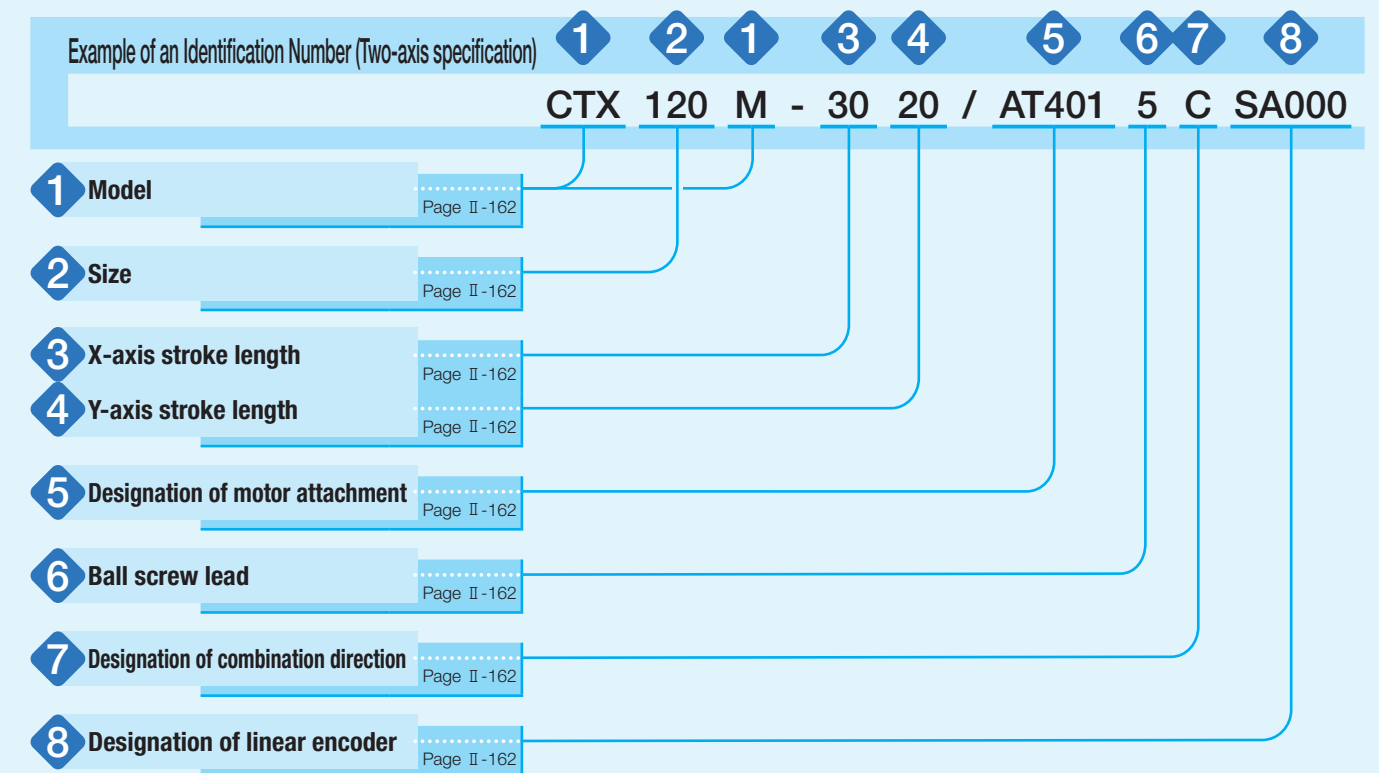 Example of an Identification Number (Two-axis specification) 1 2 1 3 4 5 6 7 8
CTX 120 M - 30 20 / AT401 5 C SA000
1 Model
Page Ⅱ-162
2 Size
Page Ⅱ-162
3 X-axis stroke length
Page Ⅱ-162
4 Y-axis stroke length
Page Ⅱ-162
5 Designation of motor attachment
Page Ⅱ-162
6 Ball screw lead
Page Ⅱ-162
7 Designation of combination direction
Page Ⅱ-162
8 Designation of linear encoder
Page Ⅱ-162